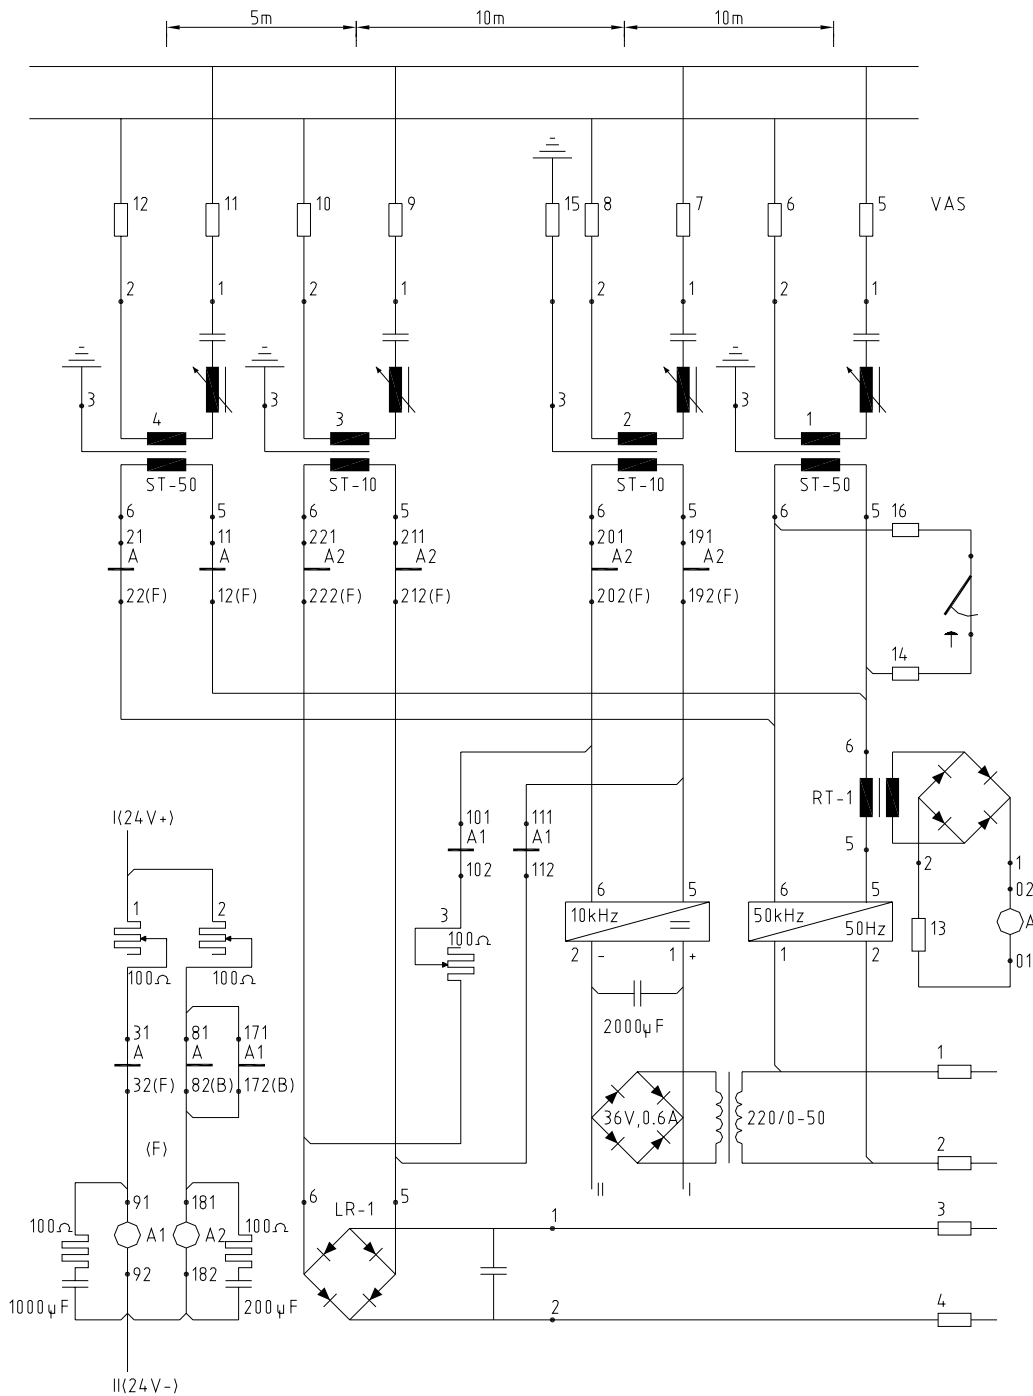 5m 10m 10m
12 11 10 9 15 8 7 6 5 VAS
2 1 2 1 2 1 2 1
3 3 3 3
4 3 2 1
ST-50 ST-10 ST-10 ST-50
6 5 6 5 6 5 6 5 16
21 11 221 211 201 191
A A A2 A2 A2 A2
22(F) 12(F) 222(F) 212(F) 202(F) 192(F)
14
6
RT-1
I(24V+) 101 111
A1 A1
5
102 112 2 1
02
1 2 3 6 5 6 5
10kHz 50kHz 50Hz 13 A
100Ω
2 - 1 + 1 2 01
100Ω 100Ω
2000µF
31 81 171
A A A1 1
32(F) 82(B) 172(B)
36V,0.6A 220/0-50
(F) 2
II I
91 181 6 LR-1 5 1 3
100Ω A1 A2 100Ω
92 182
1000µF 200µF 2 4
II(24V-)